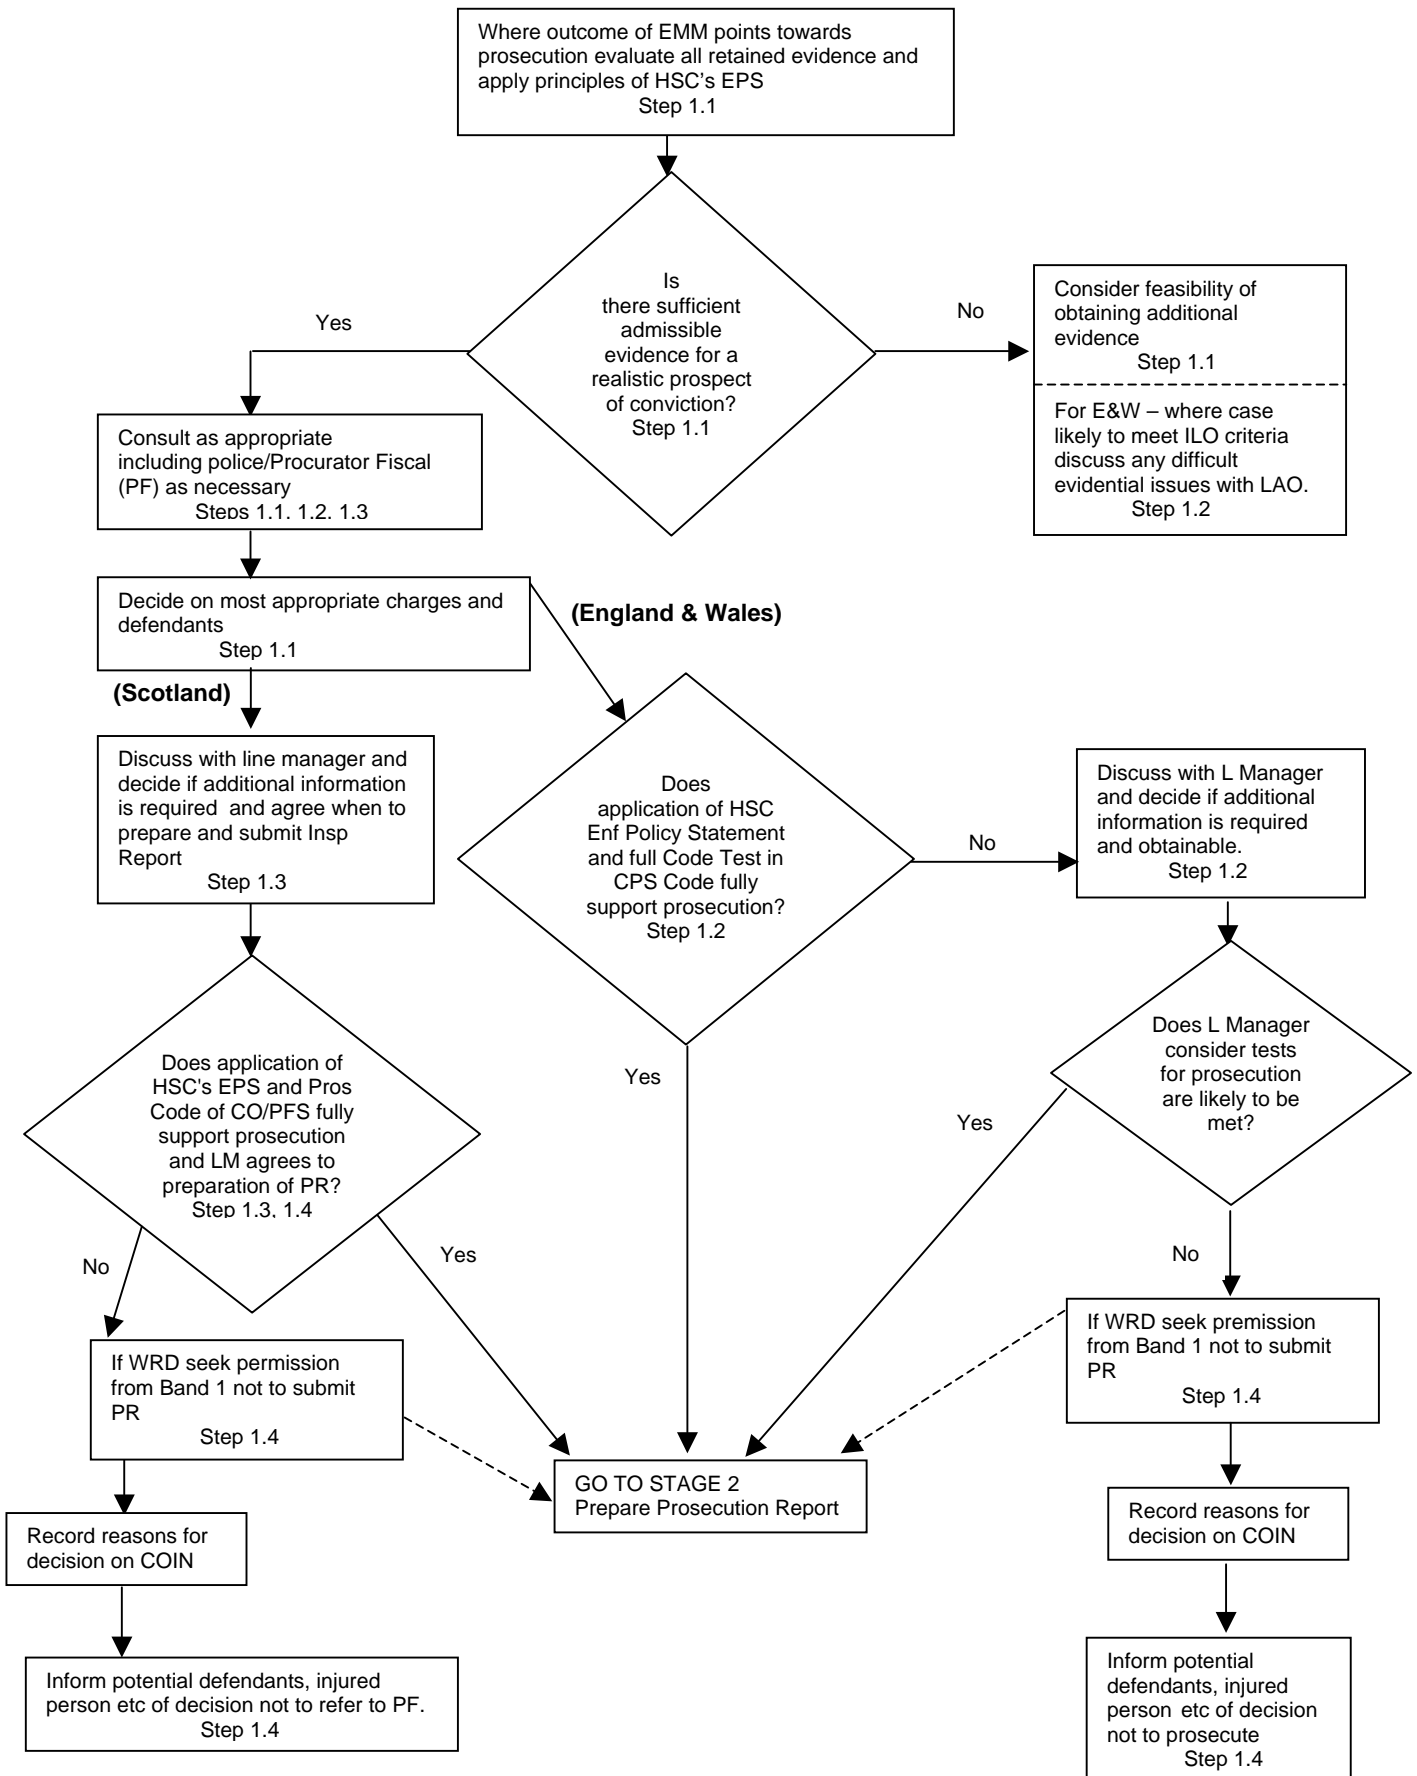 Where outcome of EMM points towards
prosecution evaluate all retained evidence and
apply principles of HSC's EPS
Step 1.1
Is
there sufficient
admissible
evidence for a
realistic prospect
of conviction?
Step 1.1
Yes
No
Consider feasibility of
obtaining additional
evidence
Step 1.1
For E&W – where case
likely to meet ILO criteria
discuss any difficult
evidential issues with LAO.
Step 1.2
Consult as appropriate
including police/Procurator Fiscal
(PF) as necessary
Steps 1.1, 1.2, 1.3
Decide on most appropriate charges and
defendants
Step 1.1
(England & Wales)
(Scotland)
Discuss with line manager and
decide if additional information
is required and agree when to
prepare and submit Insp
Report
Step 1.3
Does
application of HSC
Enf Policy Statement
and full Code Test in
CPS Code fully
support prosecution?
Step 1.2
No
Discuss with L Manager
and decide if additional
information is required
and obtainable.
Step 1.2
Does application of
HSC's EPS and Pros
Code of CO/PFS fully
support prosecution
and LM agrees to
preparation of PR?
Step 1.3, 1.4
Yes
Does L Manager
consider tests
for prosecution
are likely to be
met?
Yes
No
Yes
No
If WRD seek permission
from Band 1 not to submit
PR
Step 1.4
If WRD seek premission
from Band 1 not to submit
PR
Step 1.4
GO TO STAGE 2
Prepare Prosecution Report
Record reasons for
decision on COIN
Record reasons for
decision on COIN
Inform potential defendants, injured
person etc of decision not to refer to PF.
Step 1.4
Inform potential
defendants, injured
person etc of decision
not to prosecute
Step 1.4